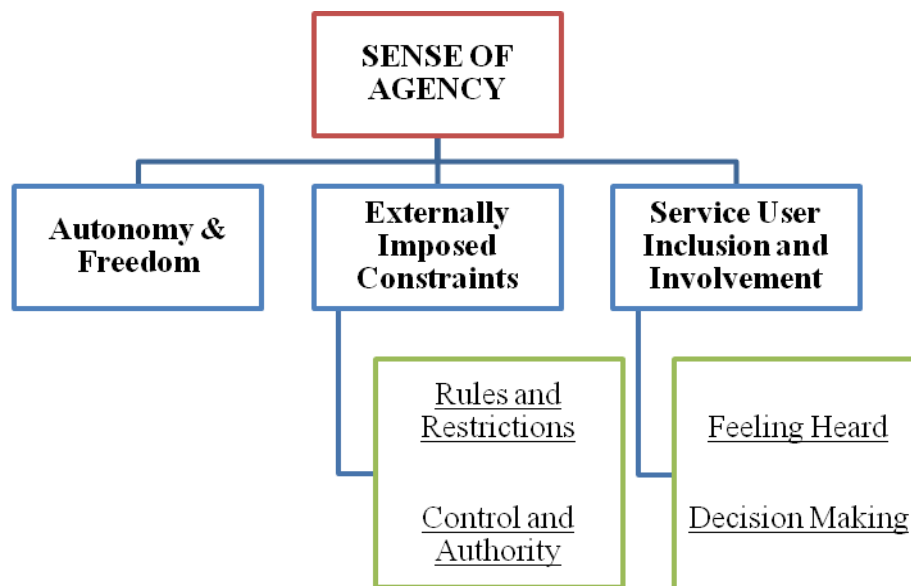 SENSE OF
AGENCY
Autonomy &
Freedom
Externally
Imposed
Constraints
Service User
Inclusion and
Involvement
Rules and
Restrictions
Control and
Authority
Feeling Heard
Decision Making